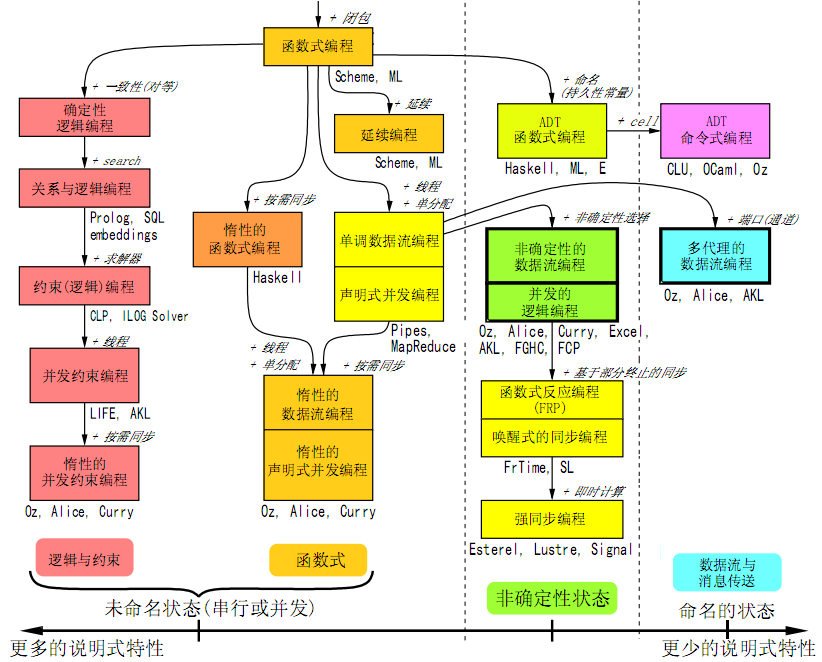 + 闭包
函数式编程
Scheme, ML
+ 一致性(对等)
确定性
逻辑编程
+ search
关系与逻辑编程
Prolog, SQL
embeddings
+ 求解器
约束(逻辑)编程
CLP, ILOG Solver
+ 线程
并发约束编程
LIFE, AKL
+ 按需同步
惰性的
并发约束编程
Oz, Alice, Curry
+ 延续
延续编程
Scheme, ML
+ 按需同步
惰性的
函数式编程
Haskell
+ 线程
+ 单分配
单调数据流编程
声明式并发编程
Pipes,
MapReduce
+ 线程
+ 单分配
+ 按需同步
惰性的
数据流编程
惰性的
声明式并发编程
Oz, Alice, Curry
+ 命名
(持久性常量)
ADT
函数式编程
Haskell, ML, E
+ cell
ADT
命令式编程
CLU, OCaml, Oz
+ 非确定性选择
非确定性的
数据流编程
并发的
逻辑编程
Oz, Alice, Curry, Excel,
AKL, FGHC, FCP
+ 端口(通道)
多代理的
数据流编程
Oz, Alice, AKL
+ 基于部分终止的同步
函数式反应编程
(FRP)
唤醒式的同步编程
FrTime, SL
+ 即时计算
强同步编程
Esterel, Lustre, Signal
逻辑与约束
函数式
数据流与
消息传送
未命名状态(串行或并发)
非确定性状态
命名的状态
更多的说明式特性
更少的说明式特性